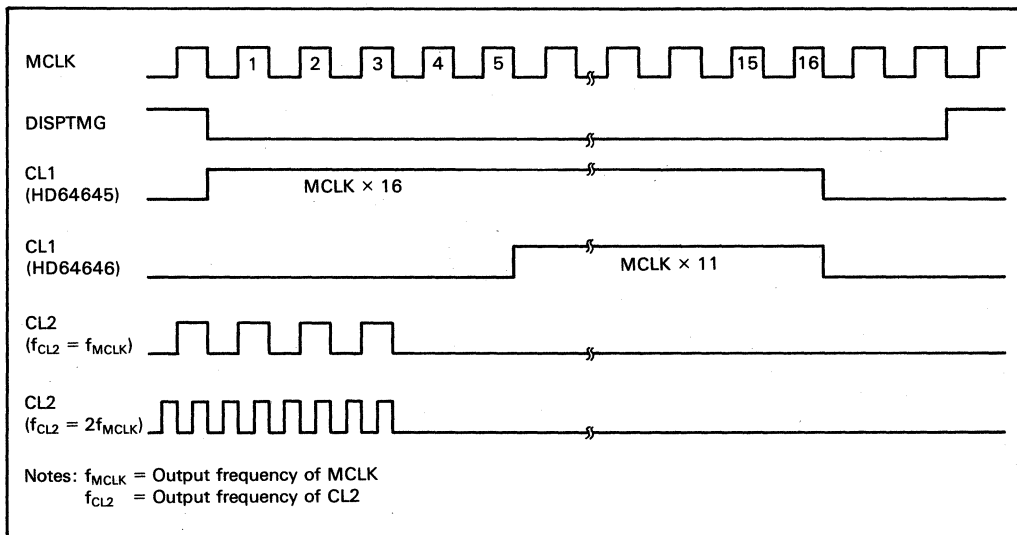 MCLK 1 2 3 4 5 15 16
DISPTMG
CL1
(HD64645)
MCLK × 16
CL1
(HD64646)
MCLK × 11
CL2
(fCL2 = fMCLK)
CL2
(fCL2 = 2fMCLK)
Notes: fMCLK = Output frequency of MCLK
fCL2 = Output frequency of CL2